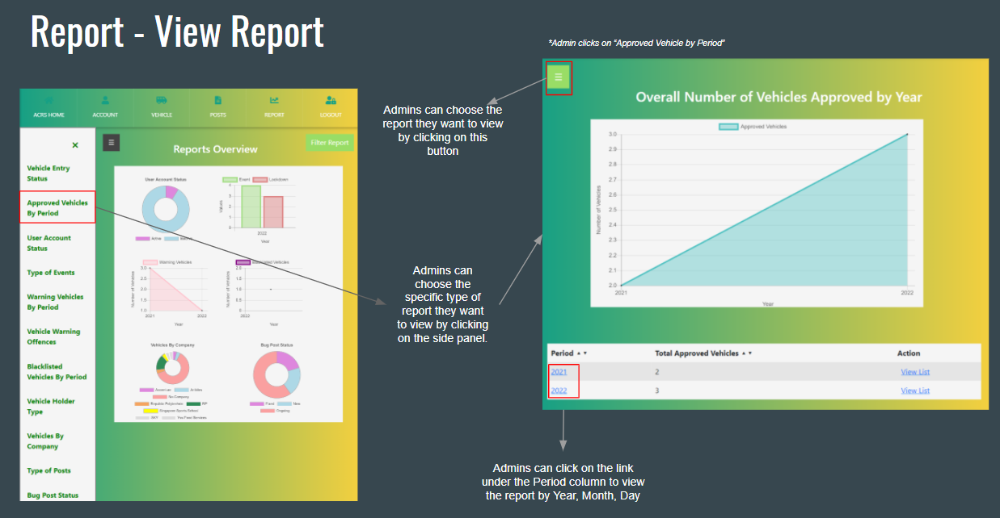 Report - View Report
*Admin clicks on "Approved Vehicle by Period"
ACRS HOME
ACCOUNT
VEHICLE
POSTS
REPORT
LOGOUT
Reports Overview
Filter Report
Vehicle Entry
Status
Approved Vehicles
By Period
User Account
Status
Type of Events
Warning Vehicles
By Period
Vehicle Warning
Offences
Blacklisted
Vehicles By Period
Vehicle Holder
Type
Vehicles By
Company
Type of Posts
Bug Post Status
User Account Status
Active
Event
Lockdown
Values
4
3
2
1
0
2022
Year
Warning Vehicles
Number of Vehicles
3.0
2.5
2.0
1.5
1.0
2021
2022
Year
Blacklisted Vehicles
Number of Vehicles
2022
Year
Vehicles By Company
No Company
Republic Polytechnic
Singapore Sports School
Bug Post Status
Fixed
New
Ongoing
Admins can choose the
report they want to view
by clicking on this
button
Admins can
choose the
specific type of
report they want
to view by clicking
on the side panel.
Overall Number of Vehicles Approved by Year
Approved Vehicles
Number of Vehicles
3.0
2.9
2.8
2.7
2.6
2.5
2.4
2.3
2.2
2.1
2.0
2021
2022
Year
Period
Total Approved Vehicles
Action
2021
2
View List
2022
3
View List
Admins can click on the link
under the Period column to view
the report by Year, Month, Day